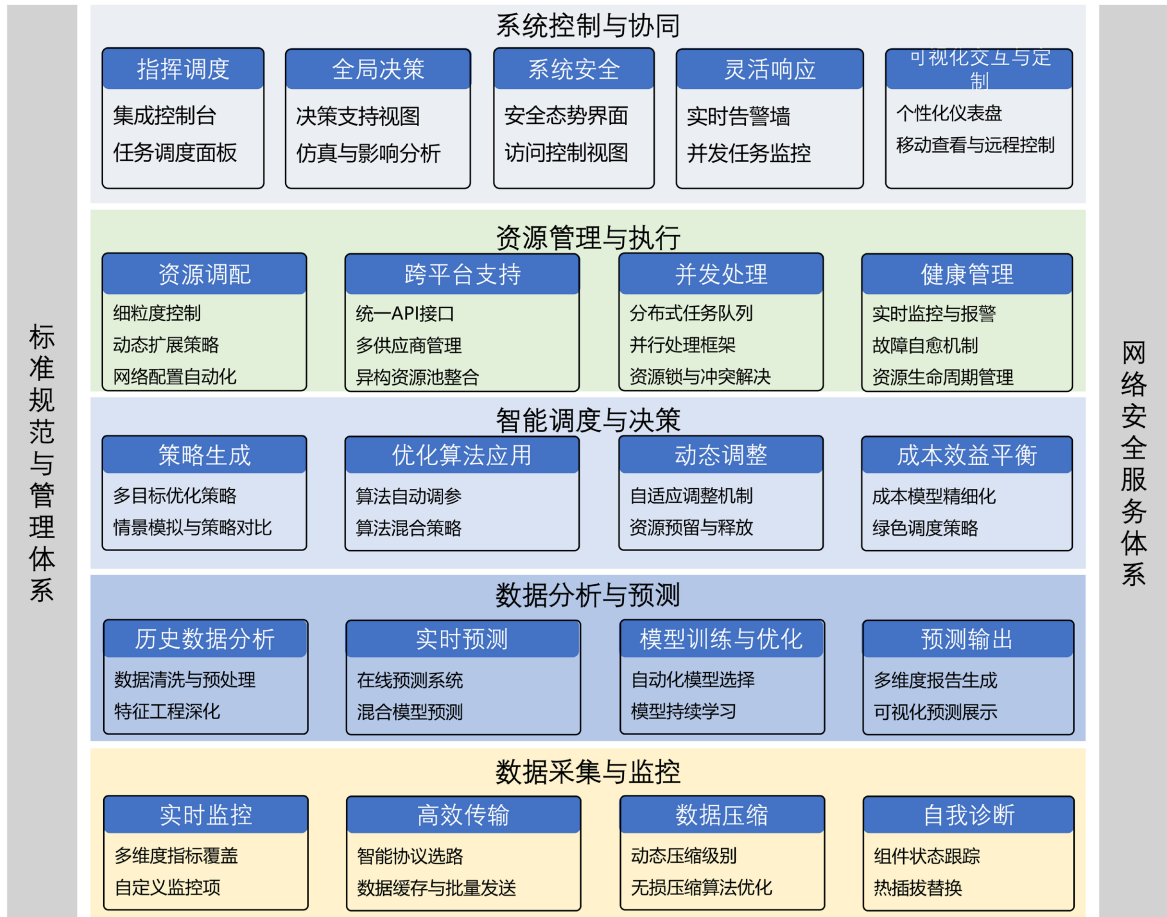 系统控制与协同
指挥调度
集成控制台
任务调度面板
全局决策
决策支持视图
仿真与影响分析
系统安全
安全态势界面
访问控制视图
灵活响应
实时告警墙
并发任务监控
可视化交互与定
制
个性化仪表盘
移动查看与远程控制
资源管理与执行
资源调配
细粒度控制
动态扩展策略
网络配置自动化
跨平台支持
统一API接口
多供应商管理
异构资源池整合
并发处理
分布式任务队列
并行处理框架
资源锁与冲突解决
健康管理
实时监控与报警
故障自愈机制
资源生命周期管理
智能调度与决策
策略生成
多目标优化策略
情景模拟与策略对比
优化算法应用
算法自动调参
算法混合策略
动态调整
自适应调整机制
资源预留与释放
成本效益平衡
成本模型精细化
绿色调度策略
数据分析与预测
历史数据分析
数据清洗与预处理
特征工程深化
实时预测
在线预测系统
混合模型预测
模型训练与优化
自动化模型选择
模型持续学习
预测输出
多维度报告生成
可视化预测展示
数据采集与监控
实时监控
多维度指标覆盖
自定义监控项
高效传输
智能协议选路
数据缓存与批量发送
数据压缩
动态压缩级别
无损压缩算法优化
自我诊断
组件状态跟踪
热插拔替换
标准规范与管理体系
网络安全服务体系